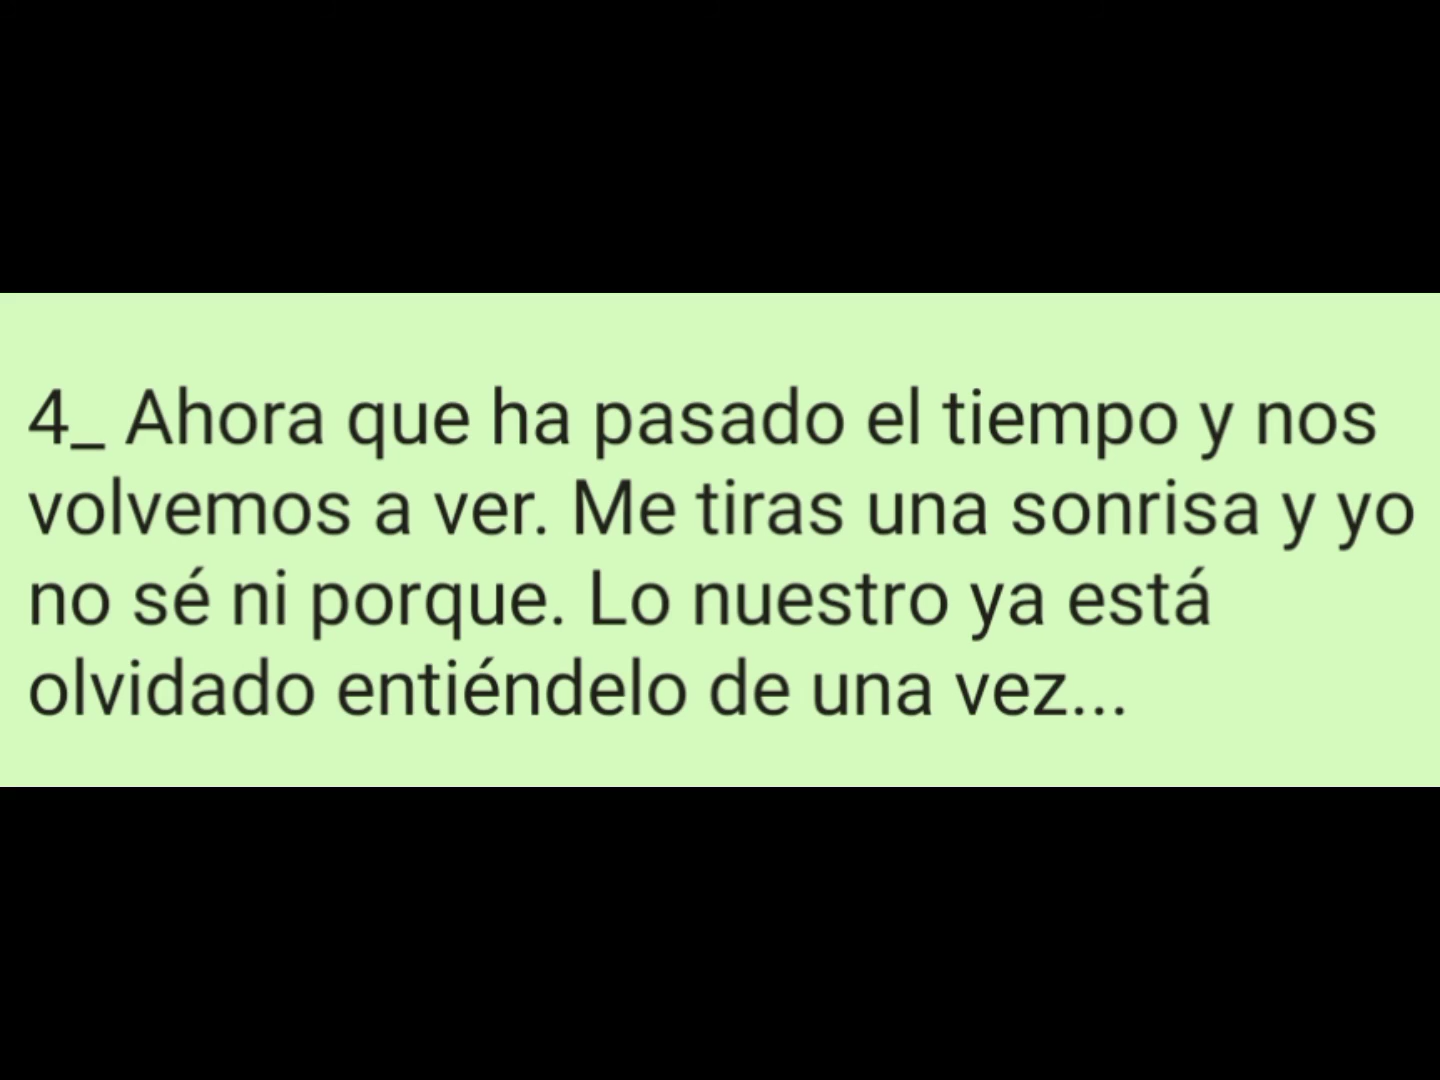 4_ Ahora que ha pasado el tiempo y nos
volvemos a ver. Me tiras una sonrisa y yo
no sé ni porque. Lo nuestro ya está
olvidado entiéndelo de una vez...